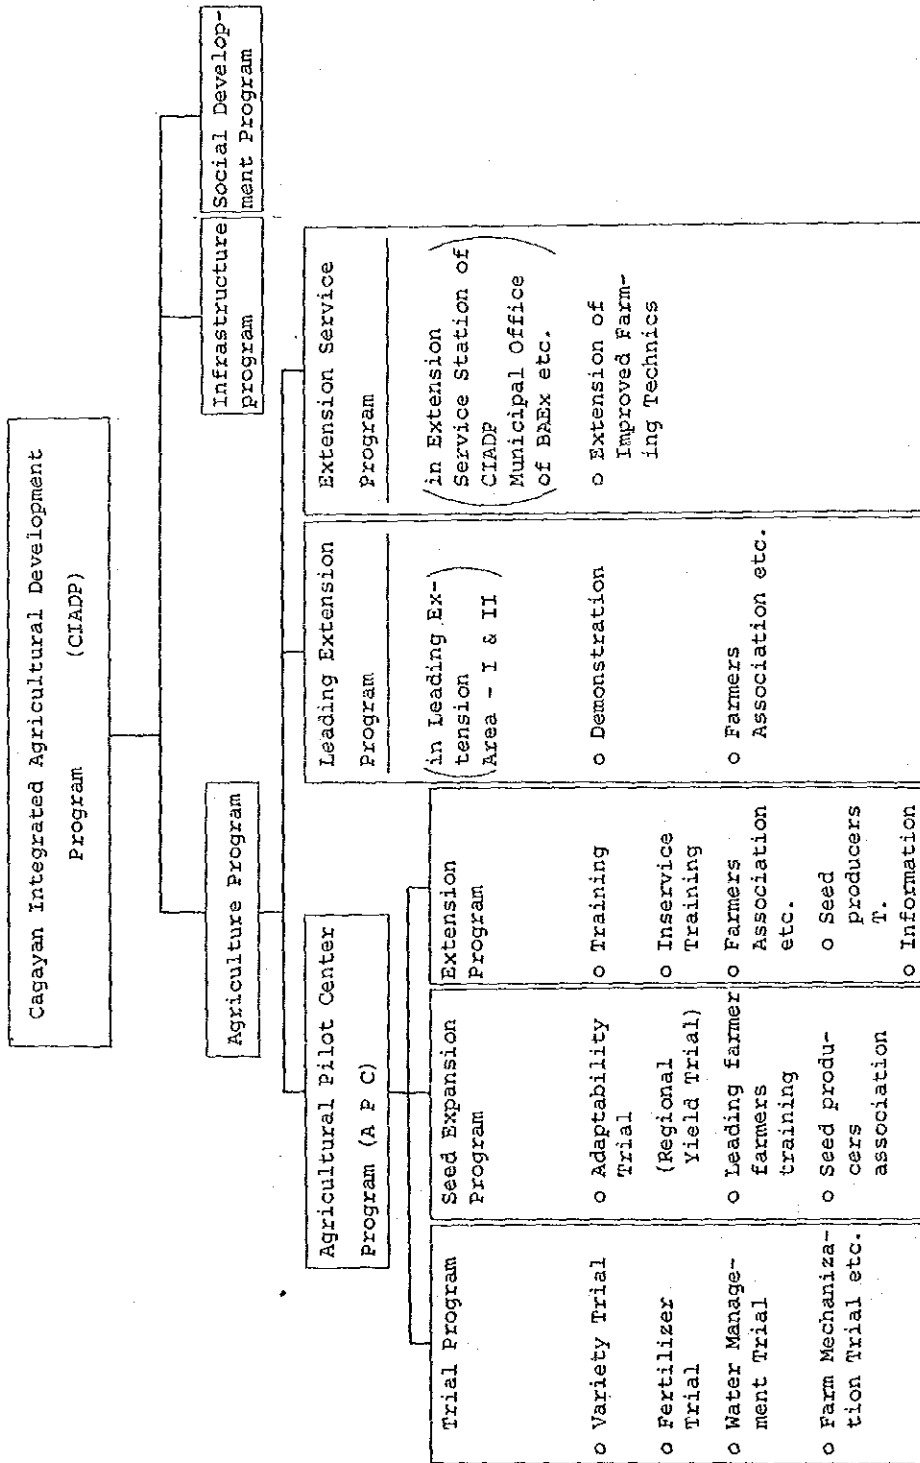 Cagayan Integrated Agricultural Development
Program (CIADP)
Agriculture Program
Infrastructure
program
Social Develop-
ment Program
Agricultural Pilot Center
Program (A P C)
Leading Extension
Program
(in Leading Ex-
tension
Area - I & II)
o Demonstration
o Farmers
Association etc.
Extension Service
Program
(in Extension
Service Station of
CIADP
Municipal Office
of BAEx etc.)
o Extension of
Improved Farm-
ing Technics
Trial Program
o Variety Trial
o Fertilizer
Trial
o Water Manage-
ment Trial
o Farm Mechaniza-
tion Trial etc.
Seed Expansion
Program
o Adaptability
Trial
(Regional
Yield Trial)
o Leading farmer
farmers
training
o Seed produ-
cers
association
Extension
Program
o Training
o Inservice
Training
o Farmers
Association
etc.
o Seed
producers
T.
o Information